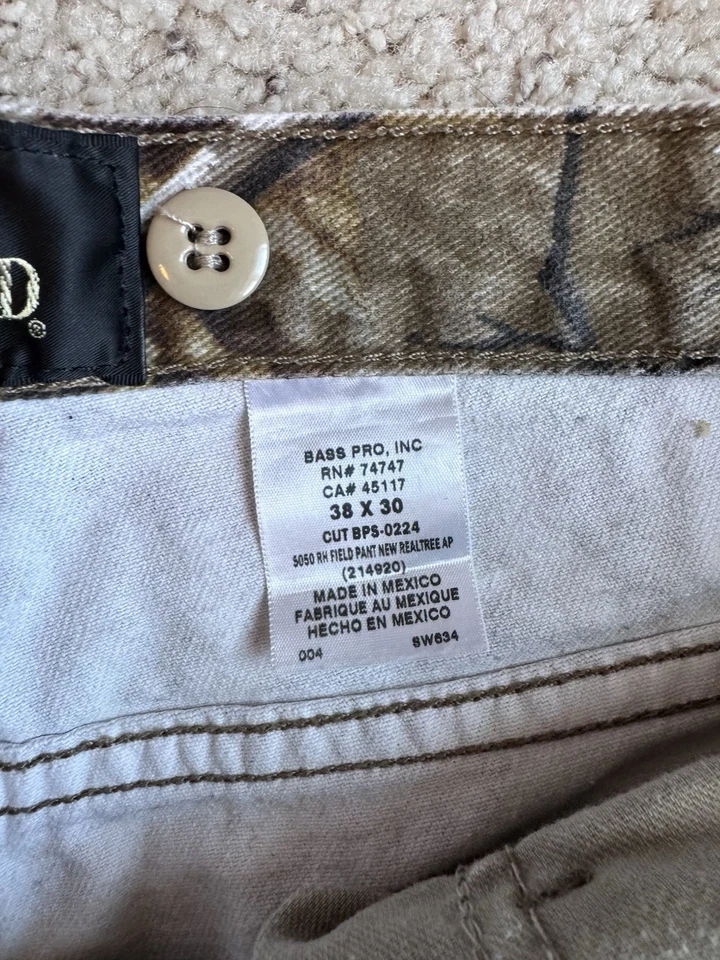 D®
BASS PRO, INC
RN# 74747
CA# 45117
38 X 30
CUT BPS-0224
5050 RH FIELD PANT NEW REALTREE AP
(214920)
MADE IN MEXICO
FABRIQUE AU MEXIQUE
HECHO EN MEXICO
004 SW634